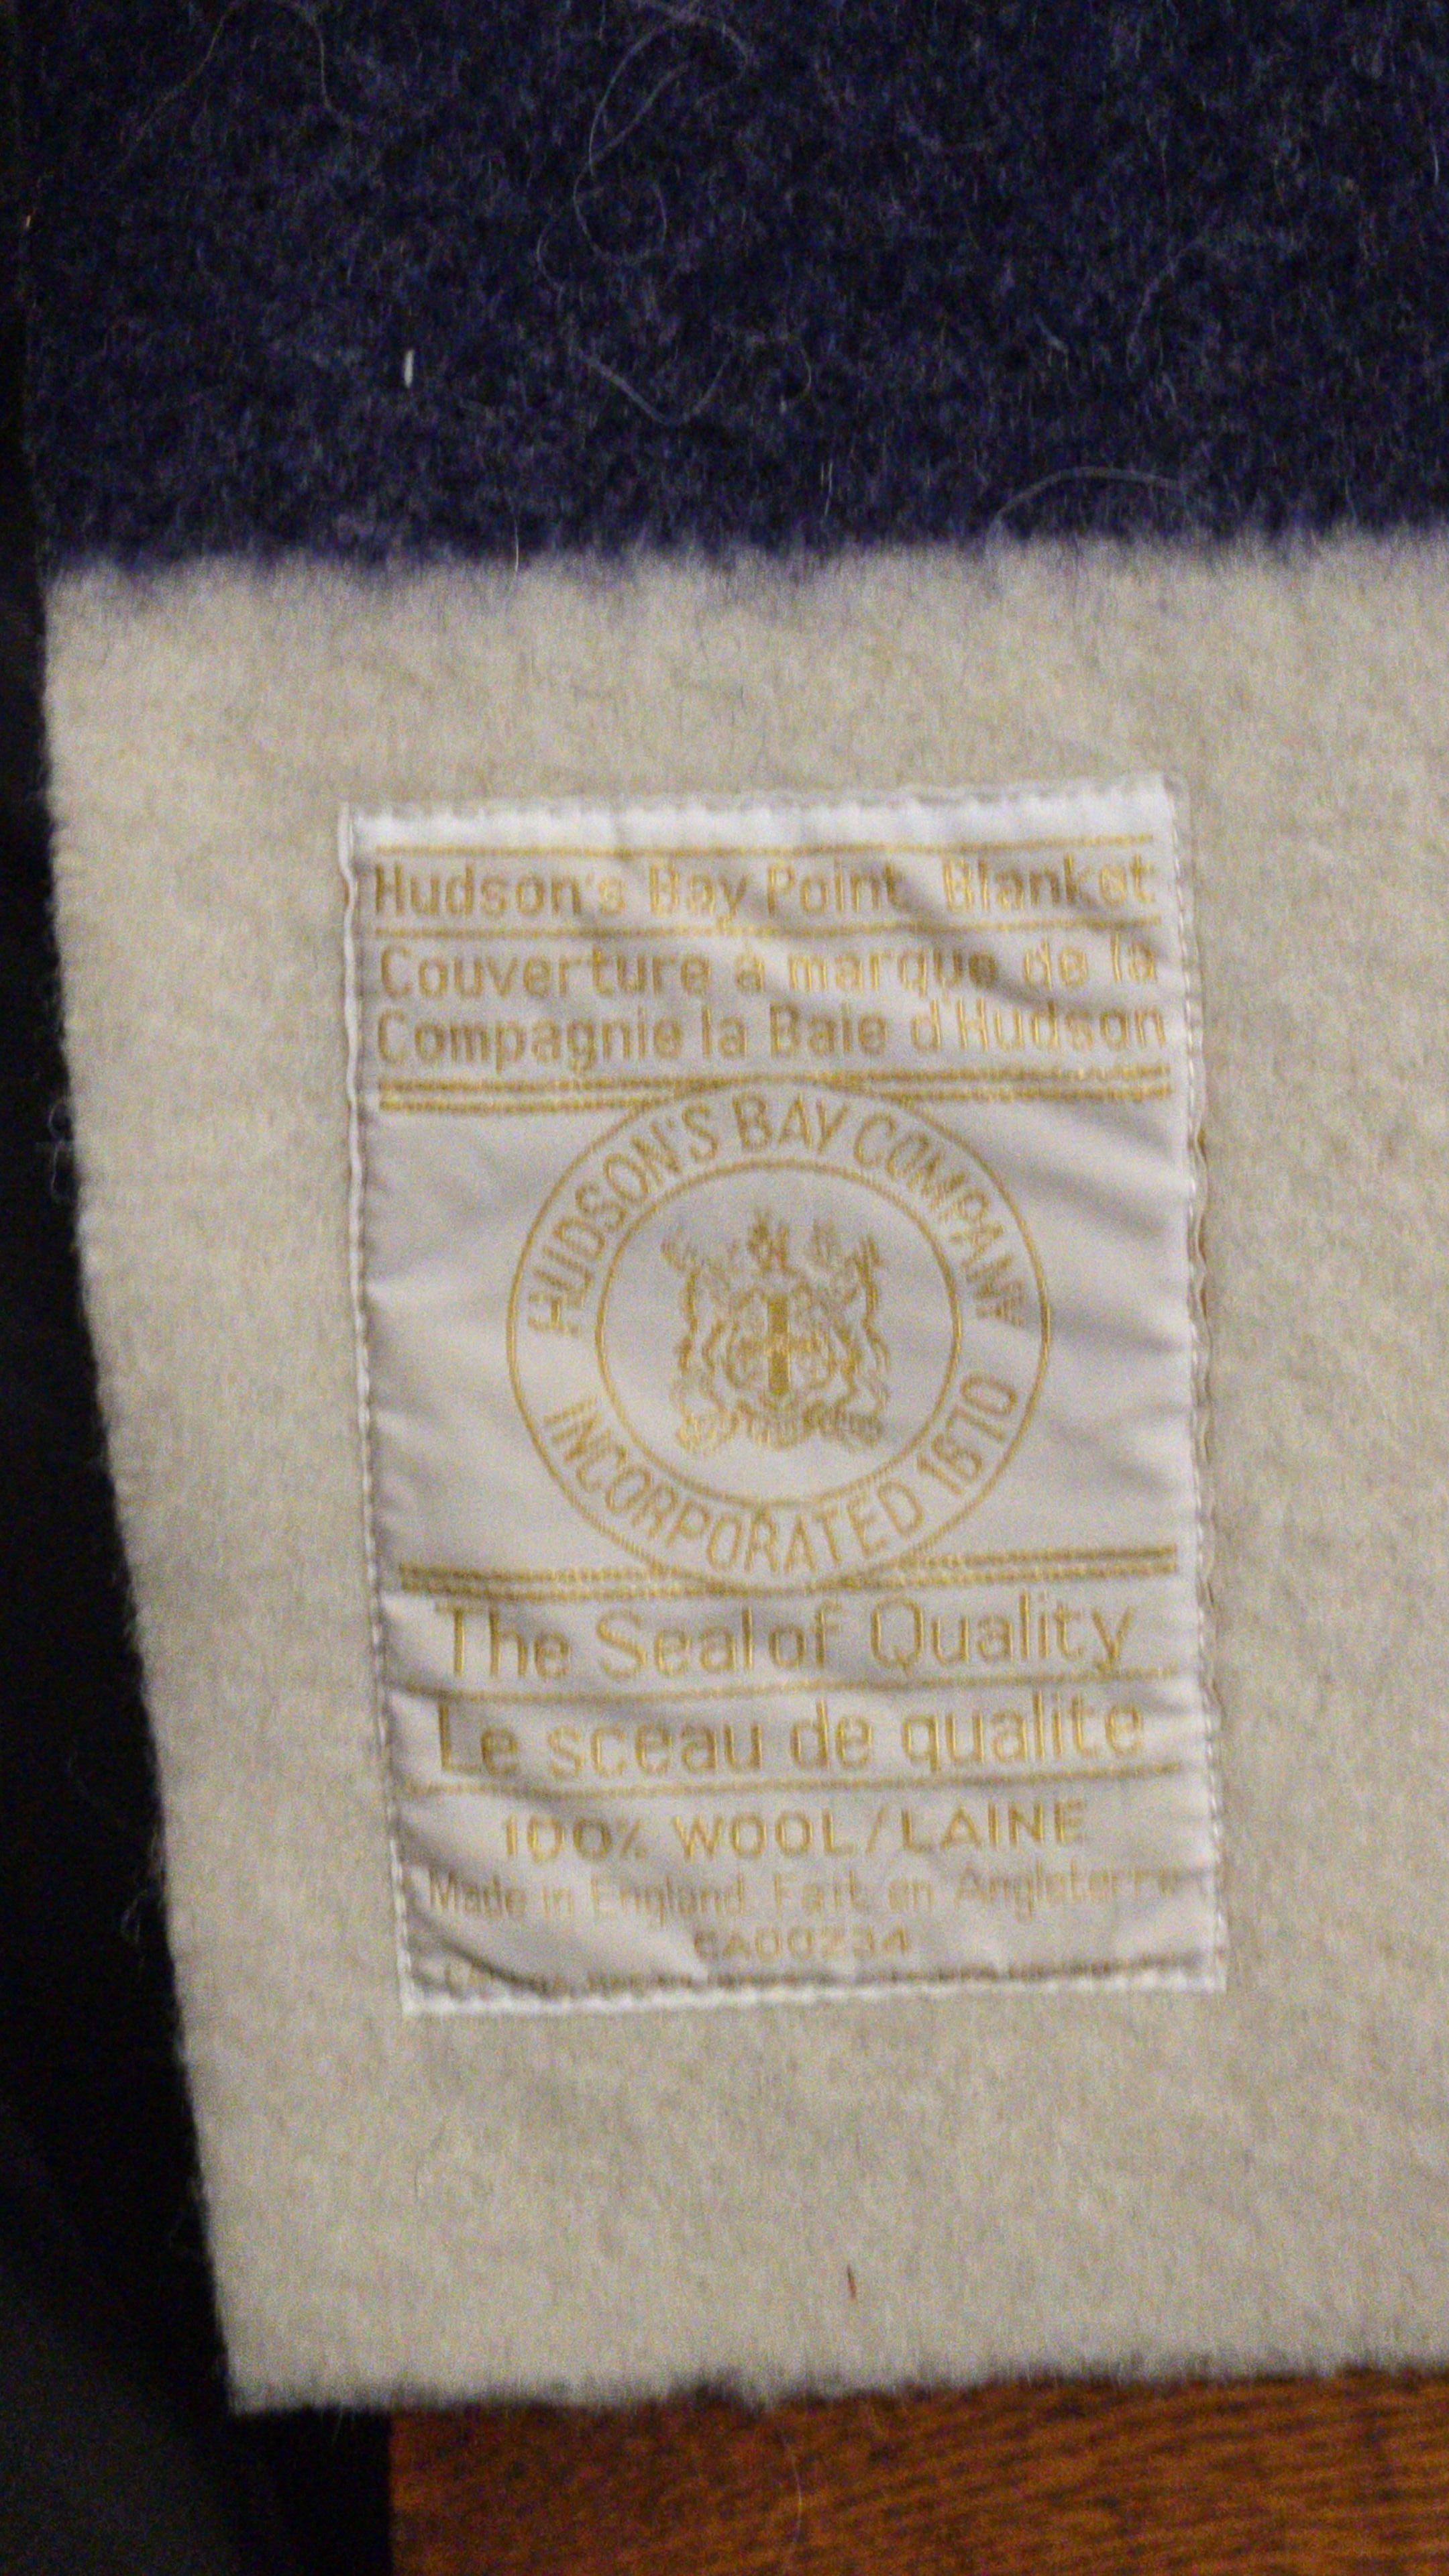 Hudson's Bay Point Blanket
Couverture à marque de la
Compagnie la Baie d'Hudson
HUDSON'S BAY COMPANY
INCORPORATED 1670
The Seal of Quality
Le sceau de qualite
100% WOOL/LAINE
Made in England Fait en Angleterre
CA00234